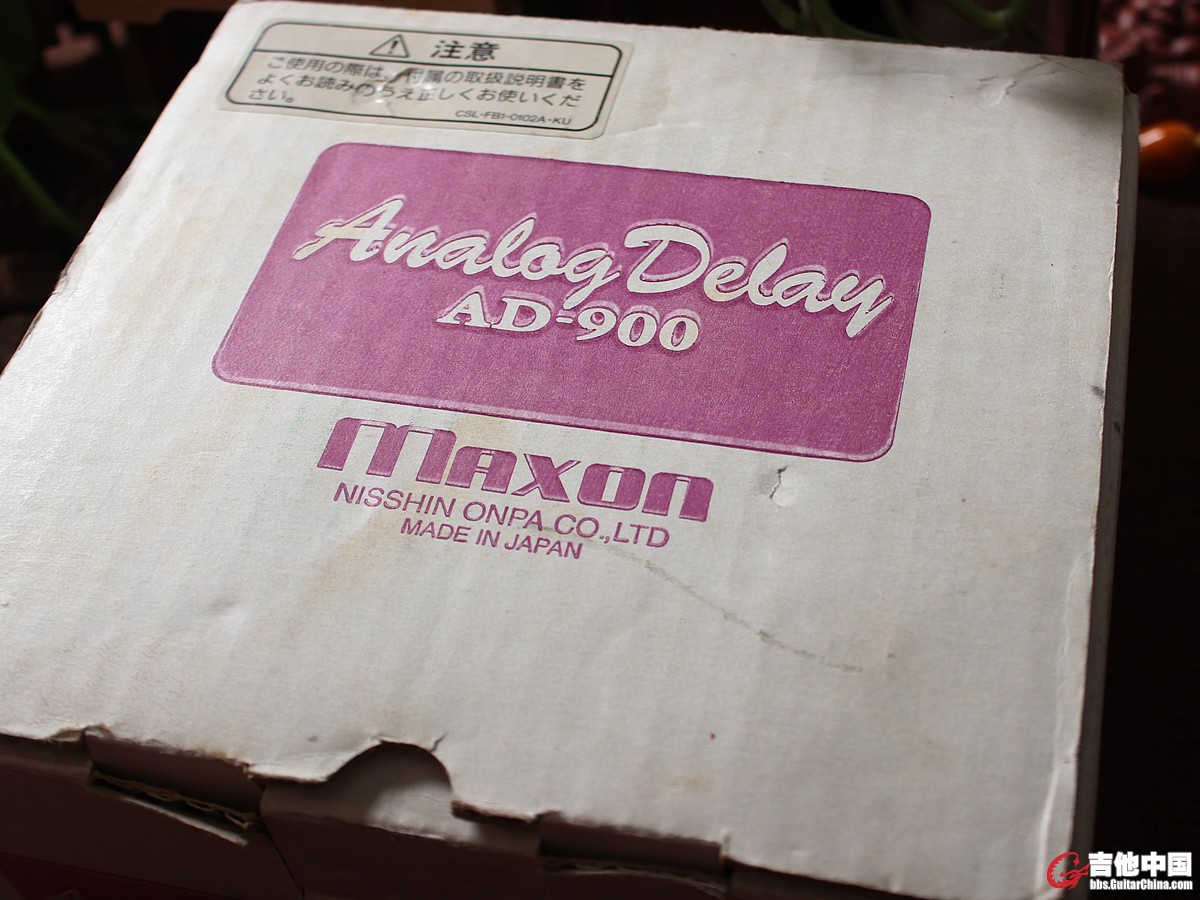 注意
ご使用の際は、付属の取扱説明書を
よくお読みのうえ正しくお使いくだ
さい。
CSL-FB1-0102A・KU
Analog Delay
AD-900
maxon
NISSHIN ONPA CO.,LTD
MADE IN JAPAN
吉他中国
bbs.GuitarChina.com